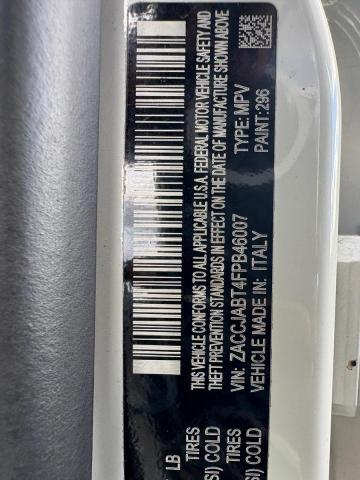 THIS VEHICLE CONFORMS TO ALL APPLICABLE U.S.A. FEDERAL MOTOR VEHICLE SAFETY AND
THEFT PREVENTION STANDARDS IN EFFECT ON THE DATE OF MANUFACTURE SHOWN ABOVE
VIN: ZACCJABT4FPB46007 TYPE: MPV
VEHICLE MADE IN: ITALY PAINT: 296
LB
TIRES
SI) COLD
TIRES
SI) COLD